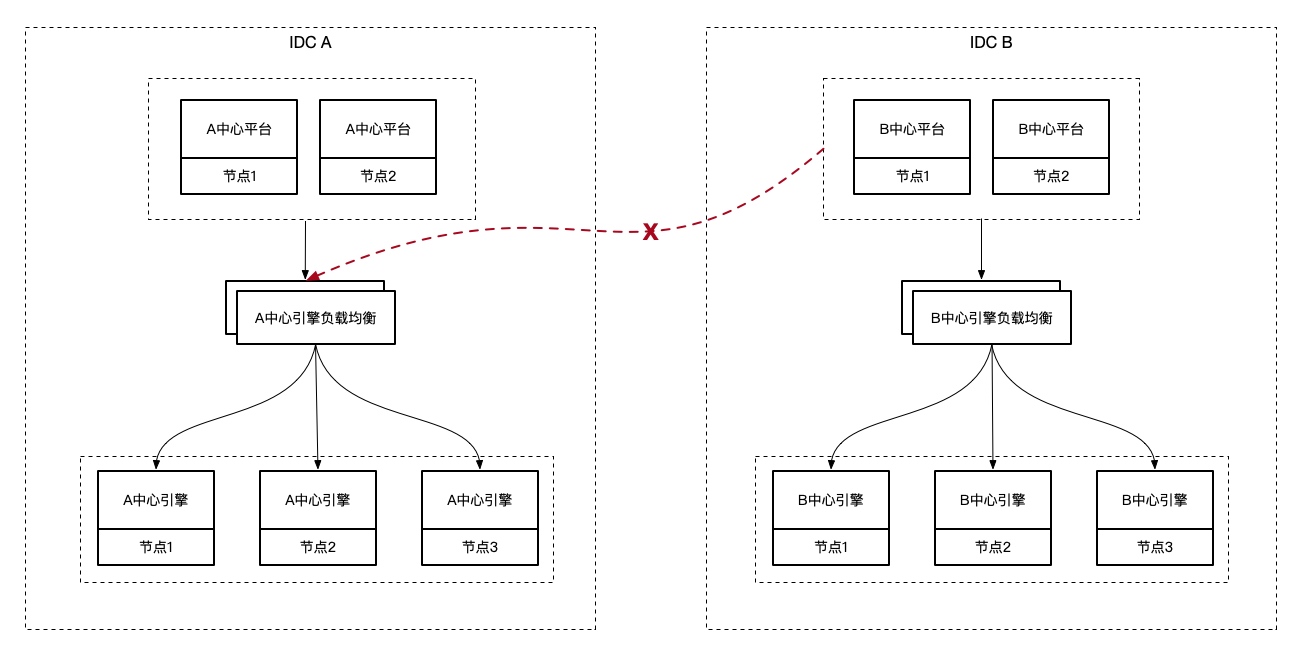 IDC A
A中心平台
节点1
A中心平台
节点2
A中心引擎负载均衡
A中心引擎
节点1
A中心引擎
节点2
A中心引擎
节点3
X
IDC B
B中心平台
节点1
B中心平台
节点2
B中心引擎负载均衡
B中心引擎
节点1
B中心引擎
节点2
B中心引擎
节点3